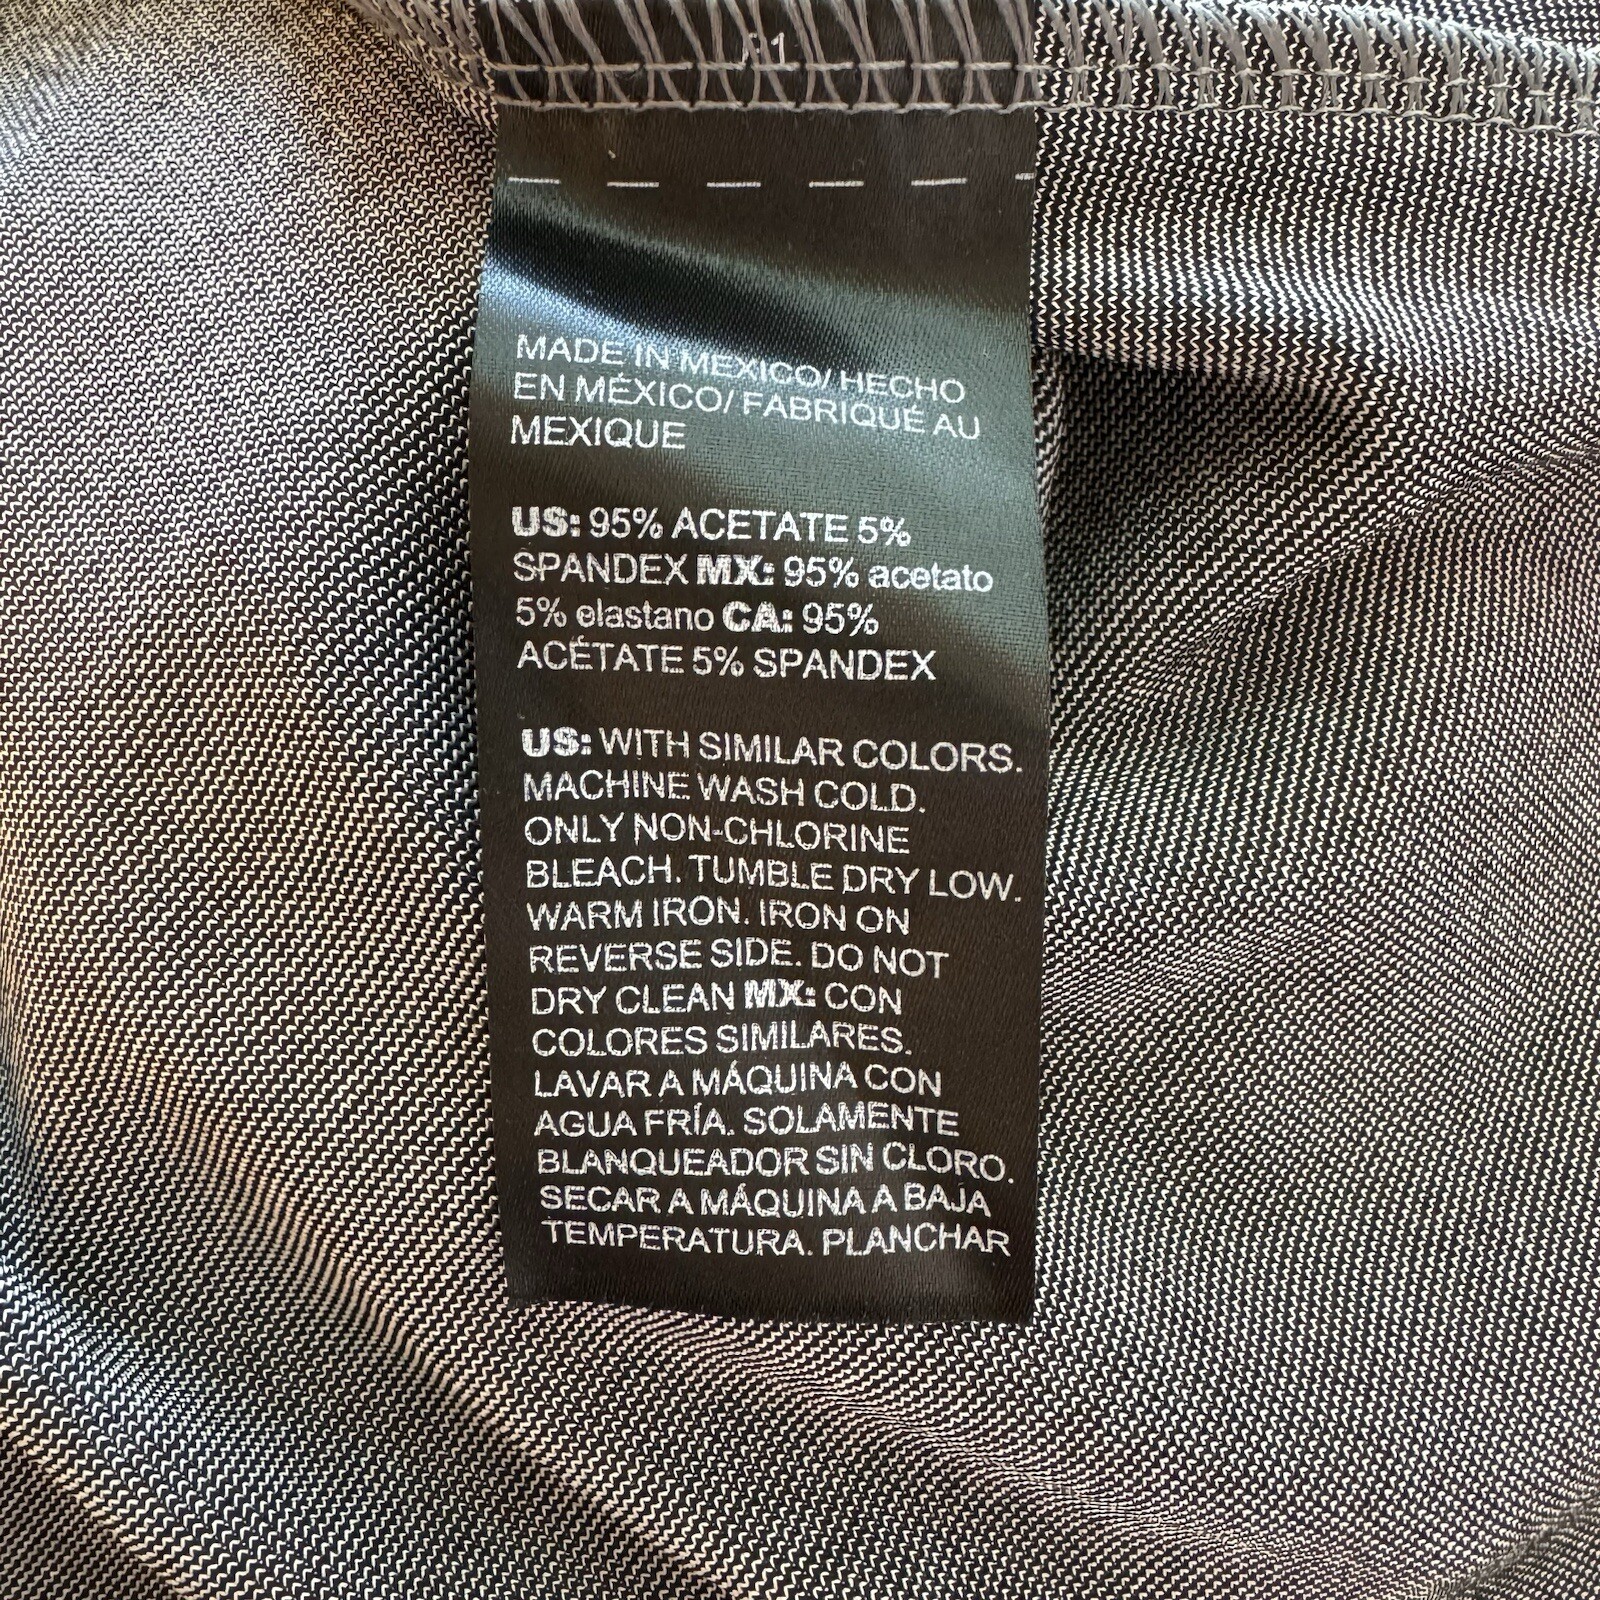 MADE IN MEXICO/ HECHO
EN MÉXICO/ FABRIQUÉ AU
MEXIQUE
US: 95% ACETATE 5%
SPANDEX MX: 95% acetato
5% elastano CA: 95%
ACÉTATE 5% SPANDEX
US: WITH SIMILAR COLORS.
MACHINE WASH COLD.
ONLY NON-CHLORINE
BLEACH. TUMBLE DRY LOW.
WARM IRON. IRON ON
REVERSE SIDE. DO NOT
DRY CLEAN MX: CON
COLORES SIMILARES.
LAVAR A MÁQUINA CON
AGUA FRÍA. SOLAMENTE
BLANQUEADOR SIN CLORO.
SECAR A MÁQUINA A BAJA
TEMPERATURA. PLANCHAR